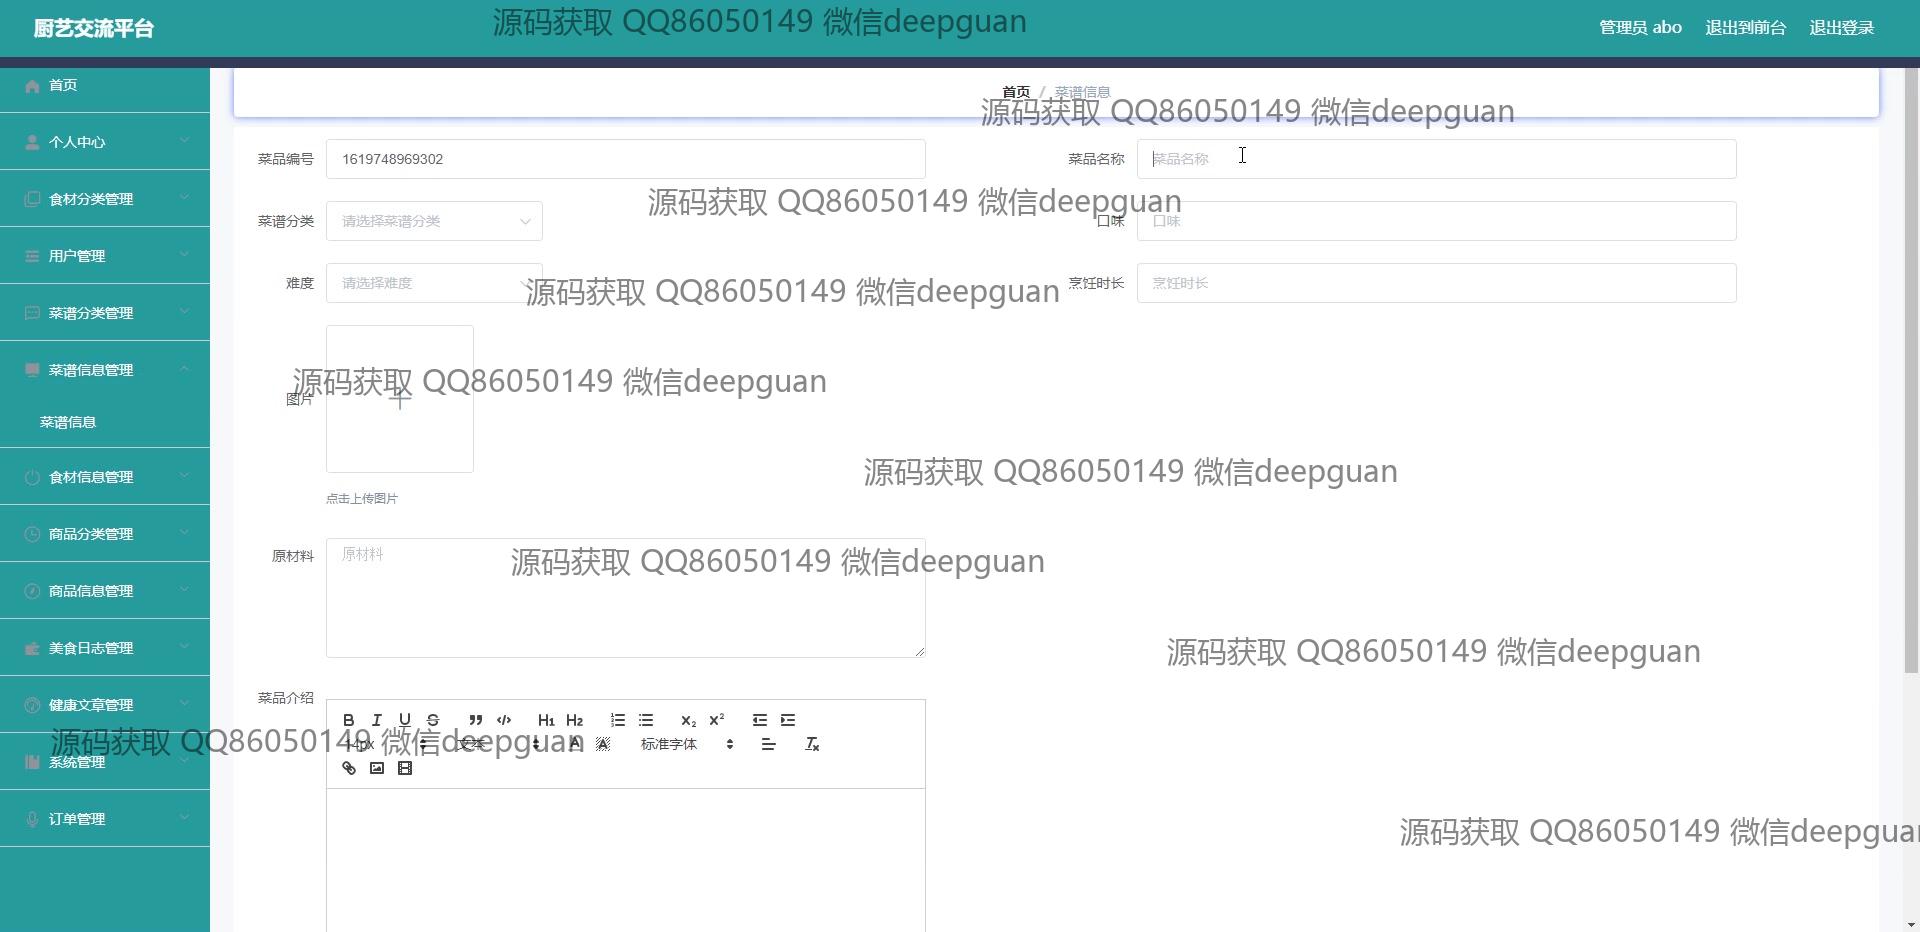 厨艺交流平台
源码获取 QQ86050149 微信deepguan
管理员 abo
退出到前台
退出登录
首页
个人中心
食材分类管理
用户管理
菜谱分类管理
菜谱信息管理
菜谱信息
食材信息管理
商品分类管理
商品信息管理
美食日志管理
健康文章管理
系统管理
订单管理
首页 / 菜谱信息
源码获取 QQ86050149 微信deepguan
菜品编号 1619748969302
菜品名称 菜品名称
源码获取 QQ86050149 微信deepguan
菜谱分类 请选择菜谱分类
口味 口味
难度 请选择难度
源码获取 QQ86050149 微信deepguan
烹饪时长 烹饪时长
源码获取 QQ86050149 微信deepguan
图片
源码获取 QQ86050149 微信deepguan
点击上传图片
原材料 原材料
源码获取 QQ86050149 微信deepguan
源码获取 QQ86050149 微信deepguan
菜品介绍
B I U S H1 H2 X2 X2
源码获取 QQ86050149 微信deepguan
14px 文本 A A 标准字体 Tx
源码获取 QQ86050149 微信deepguan